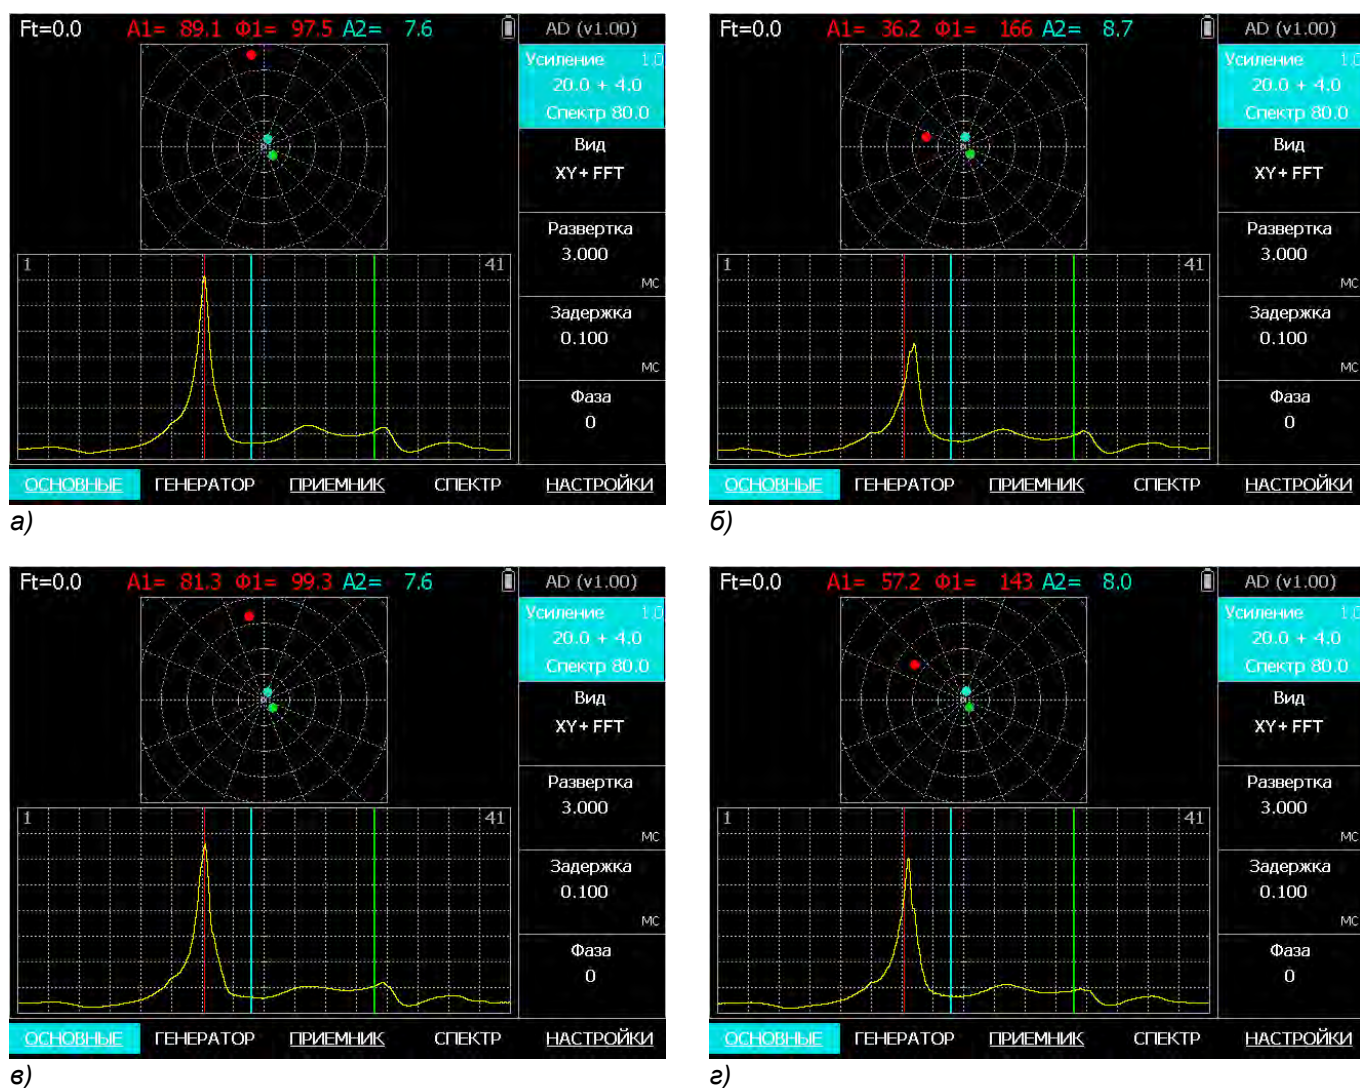 Ft=0.0 A1= 89.1 Ф1= 97.5 A2= 7.6 AD (v1.00)
Усиление 1.0
20.0 + 4.0
Спектр 80.0
Вид
XY+FFT
Развертка
3.000
мс
Задержка
0.100
мс
Фаза
0
1 41
ОСНОВНЫЕ ГЕНЕРАТОР ПРИЕМНИК СПЕКТР НАСТРОЙКИ
а)
Ft=0.0 A1= 36.2 Ф1= 166 A2= 8.7 AD (v1.00)
Усиление 1.0
20.0 + 4.0
Спектр 80.0
Вид
XY+FFT
Развертка
3.000
мс
Задержка
0.100
мс
Фаза
0
1 41
ОСНОВНЫЕ ГЕНЕРАТОР ПРИЕМНИК СПЕКТР НАСТРОЙКИ
б)
Ft=0.0 A1= 81.3 Ф1= 99.3 A2= 7.6 AD (v1.00)
Усиление 1.0
20.0 + 4.0
Спектр 80.0
Вид
XY+FFT
Развертка
3.000
мс
Задержка
0.100
мс
Фаза
0
1 41
ОСНОВНЫЕ ГЕНЕРАТОР ПРИЕМНИК СПЕКТР НАСТРОЙКИ
в)
Ft=0.0 A1= 57.2 Ф1= 143 A2= 8.0 AD (v1.00)
Усиление 1.0
20.0 + 4.0
Спектр 80.0
Вид
XY+FFT
Развертка
3.000
мс
Задержка
0.100
мс
Фаза
0
1 41
ОСНОВНЫЕ ГЕНЕРАТОР ПРИЕМНИК СПЕКТР НАСТРОЙКИ
г)